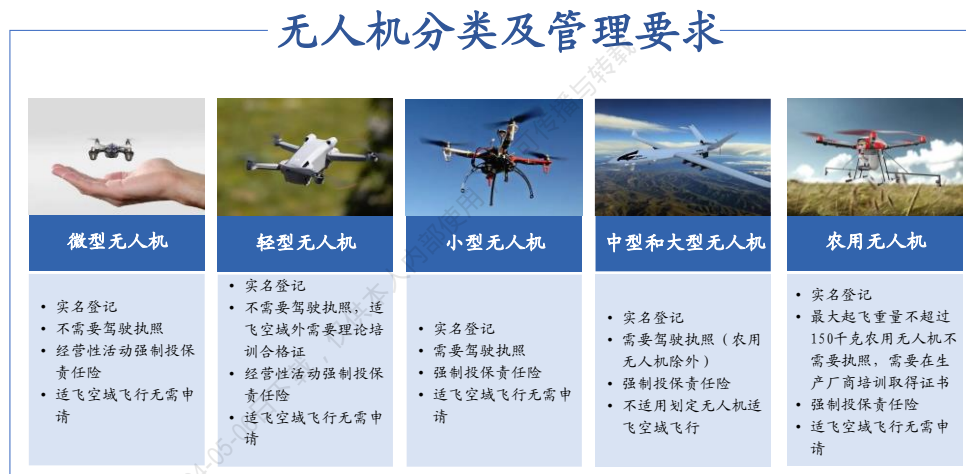 无人机分类及管理要求
微型无人机
• 实名登记
• 不需要驾驶执照
• 经营性活动强制投保
责任险
• 适飞空域飞行无需申
请
轻型无人机
• 实名登记
• 不需要驾驶执照，适
飞空域外需要理论培
训合格证
• 经营性活动强制投保
责任险
• 适飞空域飞行无需申
请
小型无人机
• 实名登记
• 需要驾驶执照
• 强制投保责任险
• 适飞空域飞行无需申
请
中型和大型无人机
• 实名登记
• 需要驾驶执照（农用
无人机除外）
• 强制投保责任险
• 不适用划定无人机适
飞空域飞行
农用无人机
• 实名登记
• 最大起飞重量不超过
150千克农用无人机不
需要执照，需要在生
产厂商培训取得证书
• 强制投保责任险
• 适飞空域飞行无需申
请